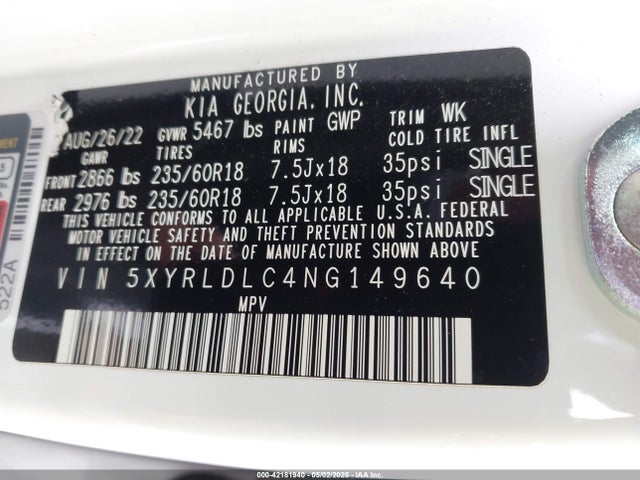 MANUFACTURED BY
KIA GEORGIA, INC.
AUG/26/22 GVWR 5467 lbs PAINT GWP TRIM WK
GAWR TIRES RIMS COLD TIRE INFL
FRONT 2866 lbs 235/60R18 7.5Jx18 35psi SINGLE
REAR 2976 lbs 235/60R18 7.5Jx18 35psi SINGLE
THIS VEHICLE CONFORMS TO ALL APPLICABLE U.S.A. FEDERAL
MOTOR VEHICLE SAFETY AND THEFT PREVENTION STANDARDS
IN EFFECT ON THE DATE OF MANUFACTURE SHOWN ABOVE.
VIN 5XYRLDLC4NG149640
MPV
522A
000-42181940 - 05/02/2025 - IAA Inc.